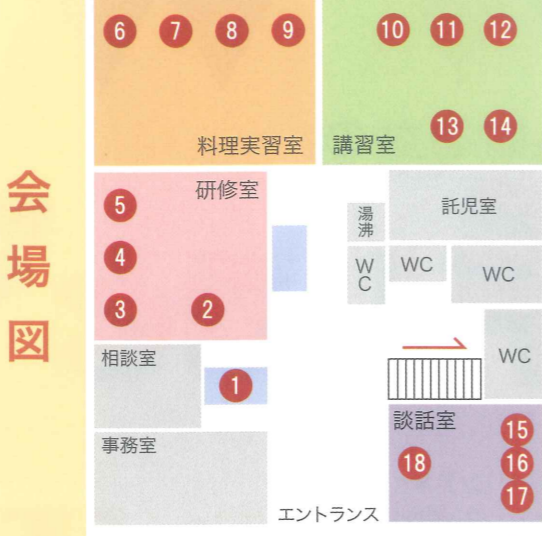 会場図
6 7 8 9
料理実習室
10 11 12
13 14
講習室
研修室
5
4
3 2
湯沸
託児室
WC
WC
WC
WC
相談室
1
事務室
談話室
15
18 16
17
エントランス